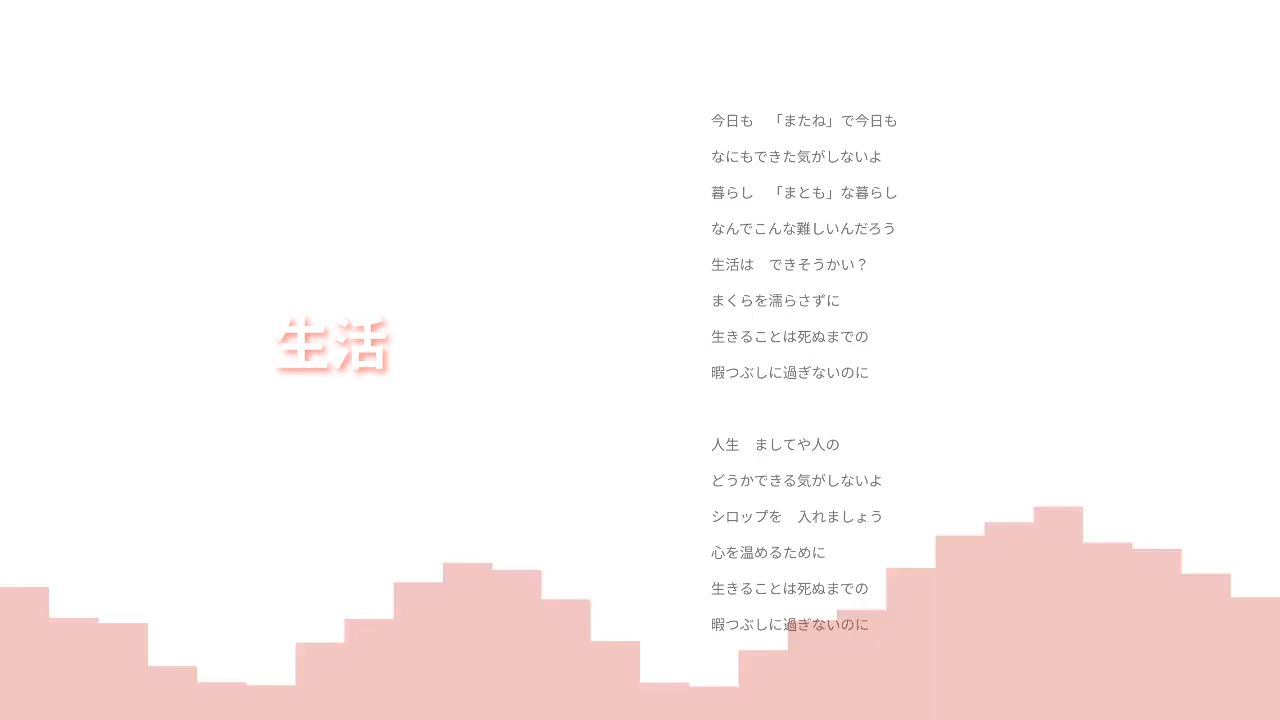 生活
今日も　「またね」で今日も
なにもできた気がしないよ
暮らし　「まとも」な暮らし
なんでこんな難しいんだろう
生活は　できそうかい？
まくらを濡らさずに
生きることは死ぬまでの
暇つぶしに過ぎないのに
人生　ましてや人の
どうかできる気がしないよ
シロップを　入れましょう
心を温めるために
生きることは死ぬまでの
暇つぶしに過ぎないのに